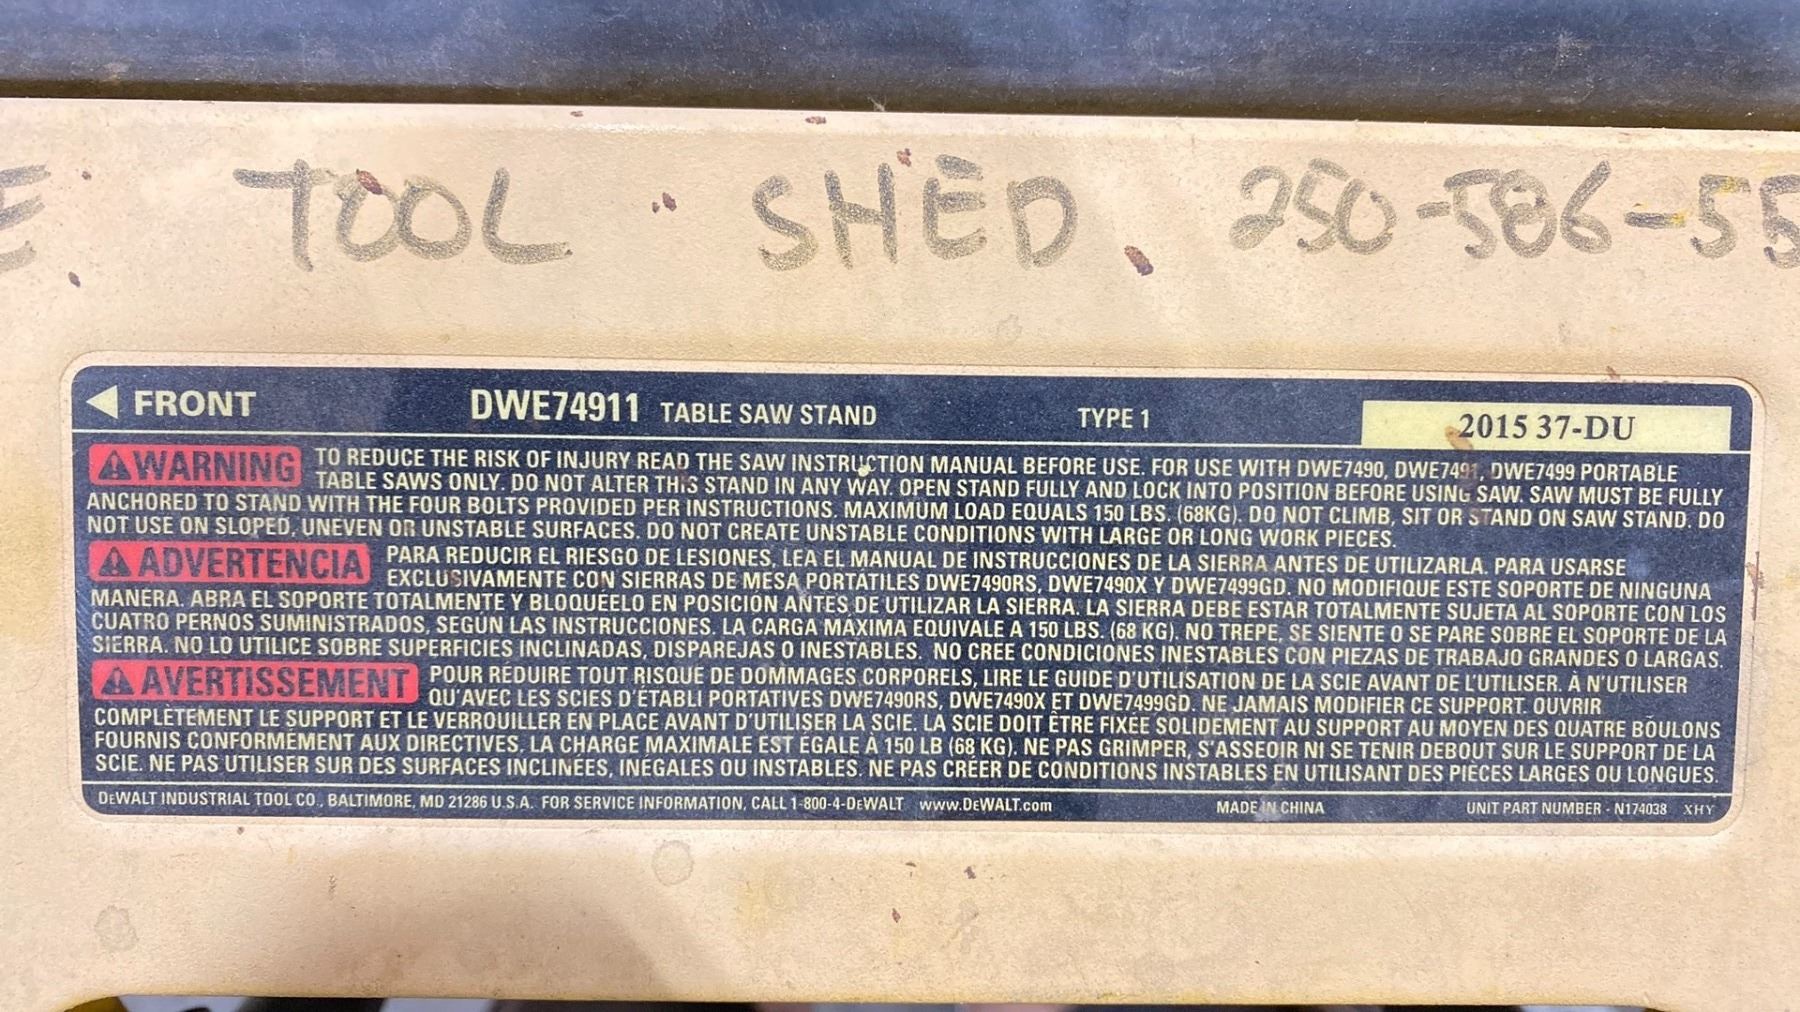 E TOOL SHED 250-586-55
FRONT DWE74911 TABLE SAW STAND TYPE 1 2015 37-DU
WARNING TO REDUCE THE RISK OF INJURY READ THE SAW INSTRUCTION MANUAL BEFORE USE. FOR USE WITH DWE7490, DWE7491, DWE7499 PORTABLE
TABLE SAWS ONLY. DO NOT ALTER THIS STAND IN ANY WAY. OPEN STAND FULLY AND LOCK INTO POSITION BEFORE USING SAW. SAW MUST BE FULLY
ANCHORED TO STAND WITH THE FOUR BOLTS PROVIDED PER INSTRUCTIONS. MAXIMUM LOAD EQUALS 150 LBS. (68KG). DO NOT CLIMB, SIT OR STAND ON SAW STAND. DO
NOT USE ON SLOPED, UNEVEN OR UNSTABLE SURFACES. DO NOT CREATE UNSTABLE CONDITIONS WITH LARGE OR LONG WORK PIECES.
ADVERTENCIA PARA REDUCIR EL RIESGO DE LESIONES, LEA EL MANUAL DE INSTRUCCIONES DE LA SIERRA ANTES DE UTILIZARLA. PARA USARSE
EXCLUSIVAMENTE CON SIERRAS DE MESA PORTÁTILES DWE7490RS, DWE7490X Y DWE7499GD. NO MODIFIQUE ESTE SOPORTE DE NINGUNA
MANERA. ABRA EL SOPORTE TOTALMENTE Y BLOQUÉELO EN POSICIÓN ANTES DE UTILIZAR LA SIERRA. LA SIERRA DEBE ESTAR TOTALMENTE SUJETA AL SOPORTE CON LOS
CUATRO PERNOS SUMINISTRADOS, SEGÚN LAS INSTRUCCIONES. LA CARGA MÁXIMA EQUIVALE A 150 LBS. (68 KG). NO TREPE, SE SIENTE O SE PARE SOBRE EL SOPORTE DE LA
SIERRA. NO LO UTILICE SOBRE SUPERFICIES INCLINADAS, DISPAREJAS O INESTABLES. NO CREE CONDICIONES INESTABLES CON PIEZAS DE TRABAJO GRANDES O LARGAS.
AVERTISSEMENT POUR RÉDUIRE TOUT RISQUE DE DOMMAGES CORPORELS, LIRE LE GUIDE D'UTILISATION DE LA SCIE AVANT DE L'UTILISER. À N'UTILISER
QU'AVEC LES SCIES D'ÉTABLI PORTATIVES DWE7490RS, DWE7490X ET DWE7499GD. NE JAMAIS MODIFIER CE SUPPORT. OUVRIR
COMPLÈTEMENT LE SUPPORT ET LE VERROUILLER EN PLACE AVANT D'UTILISER LA SCIE. LA SCIE DOIT ÊTRE FIXÉE SOLIDEMENT AU SUPPORT AU MOYEN DES QUATRE BOULONS
FOURNIS CONFORMÉMENT AUX DIRECTIVES, LA CHARGE MAXIMALE EST ÉGALE À 150 LB (68 KG). NE PAS GRIMPER, S'ASSEOIR NI SE TENIR DEBOUT SUR LE SUPPORT DE LA
SCIE. NE PAS UTILISER SUR DES SURFACES INCLINÉES, INÉGALES OU INSTABLES. NE PAS CRÉER DE CONDITIONS INSTABLES EN UTILISANT DES PIÈCES LARGES OU LONGUES.
DEWALT INDUSTRIAL TOOL CO., BALTIMORE, MD 21286 U.S.A. FOR SERVICE INFORMATION, CALL 1-800-4-DEWALT www.DEWALT.com MADE IN CHINA UNIT PART NUMBER - N174038 XHY